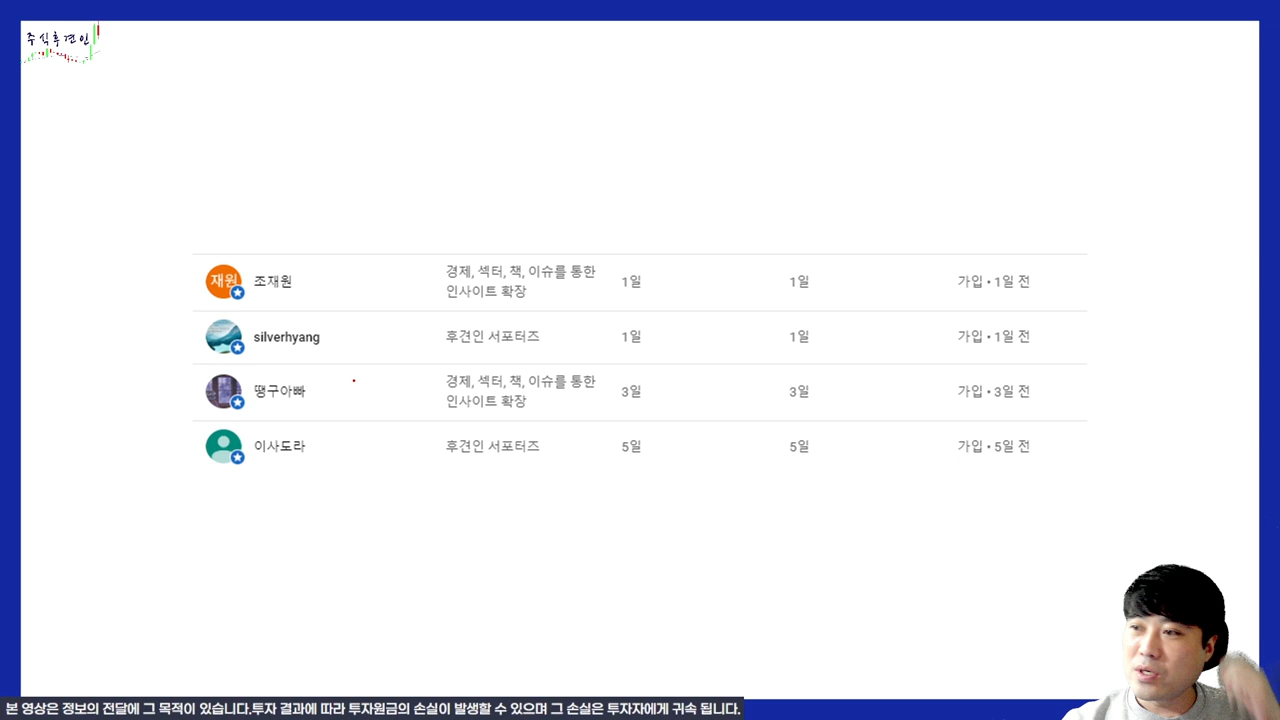 주식후견인
재원 조재원 경제, 섹터, 책, 이슈를 통한 인사이트 확장 1일 1일 가입 • 1일 전
silverhyang 후견인 서포터즈 1일 1일 가입 • 1일 전
땡구아빠 경제, 섹터, 책, 이슈를 통한 인사이트 확장 3일 3일 가입 • 3일 전
이사도라 후견인 서포터즈 5일 5일 가입 • 5일 전
본 영상은 정보의 전달에 그 목적이 있습니다.투자 결과에 따라 투자원금의 손실이 발생할 수 있으며 그 손실은 투자자에게 귀속 됩니다.